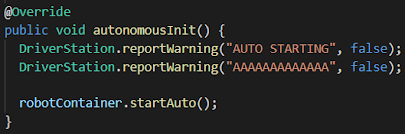 @Override
public void autonomousInit() {
  DriverStation.reportWarning("AUTO STARTING", false);
  DriverStation.reportWarning("AAAAAAAAAAAAA", false);

  robotContainer.startAuto();
}